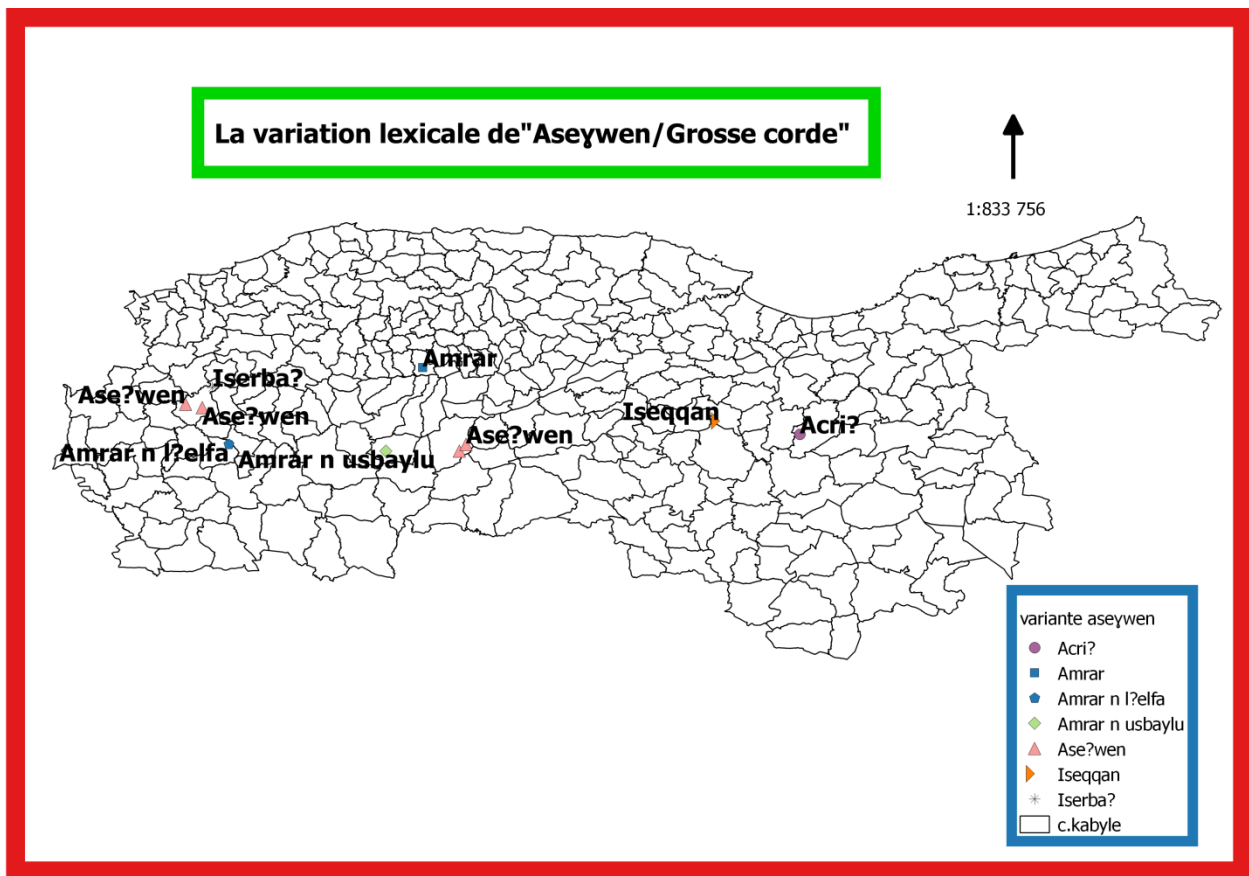 La variation lexicale de"Aseɣwen/Grosse corde"
1:833 756
Amrar
Iserba?
Ase?wen
Ase?wen
Iseqqan
Acri?
Ase?wen
Amrar n l?elfa
Amrar n usbaylu
variante aseɣwen
Acri?
Amrar
Amrar n l?elfa
Amrar n usbaylu
Ase?wen
Iseqqan
Iserba?
c.kabyle